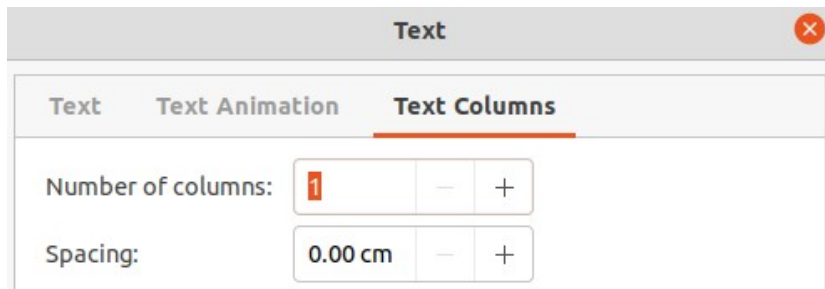 Text
Text Text Animation Text Columns
Number of columns: 1 — +
Spacing: 0.00 cm — +